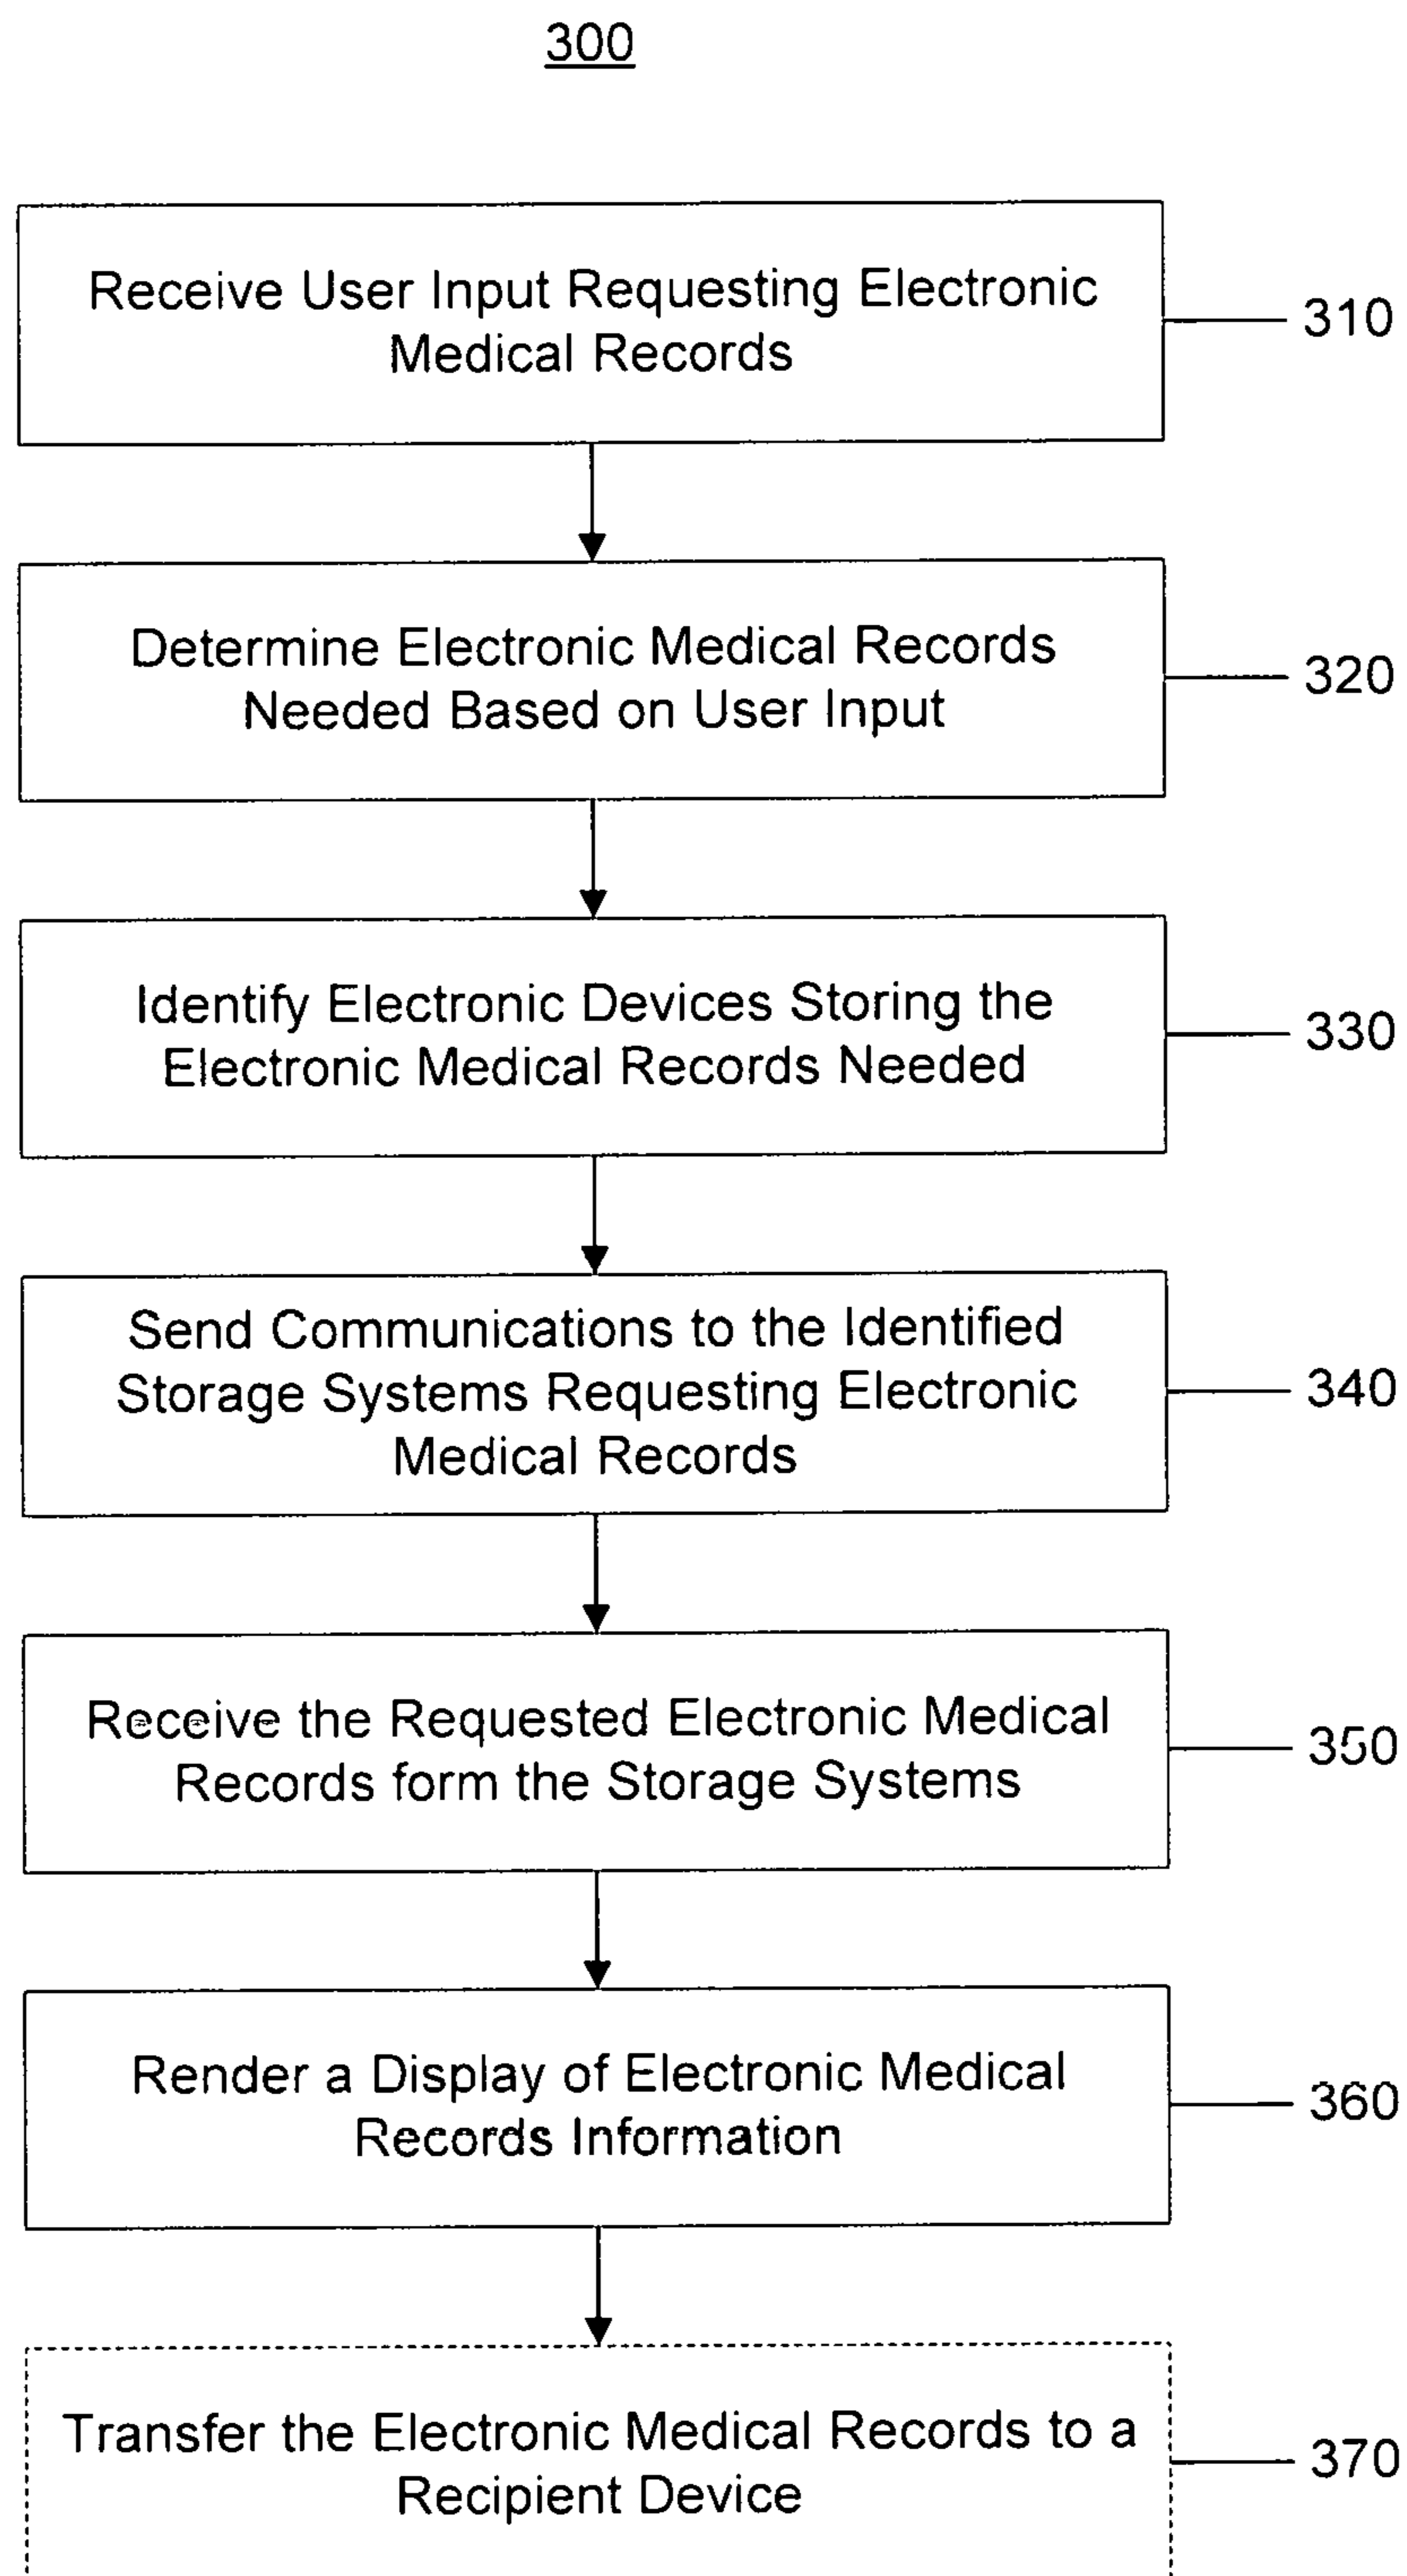 300
Receive User Input Requesting Electronic
Medical Records
310
Determine Electronic Medical Records
Needed Based on User Input
320
Identify Electronic Devices Storing the
Electronic Medical Records Needed
330
Send Communications to the Identified
Storage Systems Requesting Electronic
Medical Records
340
Receive the Requested Electronic Medical
Records form the Storage Systems
350
Render a Display of Electronic Medical
Records Information
360
Transfer the Electronic Medical Records to a
Recipient Device
370